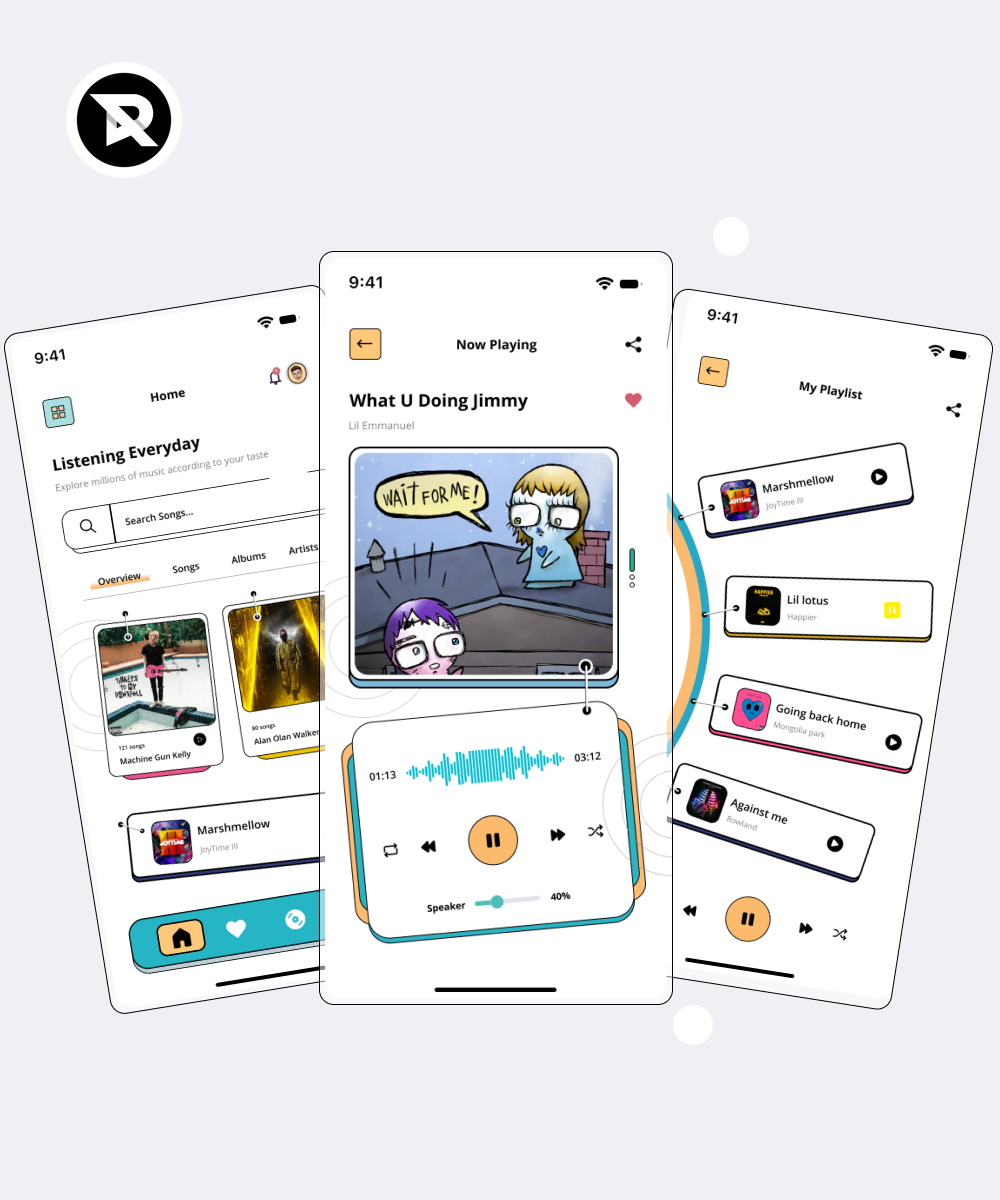 9:41
Home
Listening Everyday
Explore millions of music according to your taste
Search Songs...
Overview Songs Albums Artists
TICKETS
TO MY
DOWNFALL
121 songs
Machine Gun Kelly
80 songs
Alan Olan Walker
JOYTIME
Marshmellow
JoyTime III
9:41
Now Playing
What U Doing Jimmy
Lil Emmanuel
WAIT FOR ME!
01:13 03:12
Speaker 40%
9:41
My Playlist
JOYTIME
Marshmellow
JoyTime III
HAPPIER
Lil lotus
Happier
Going back home
Mongolia park
Against me
Rowland